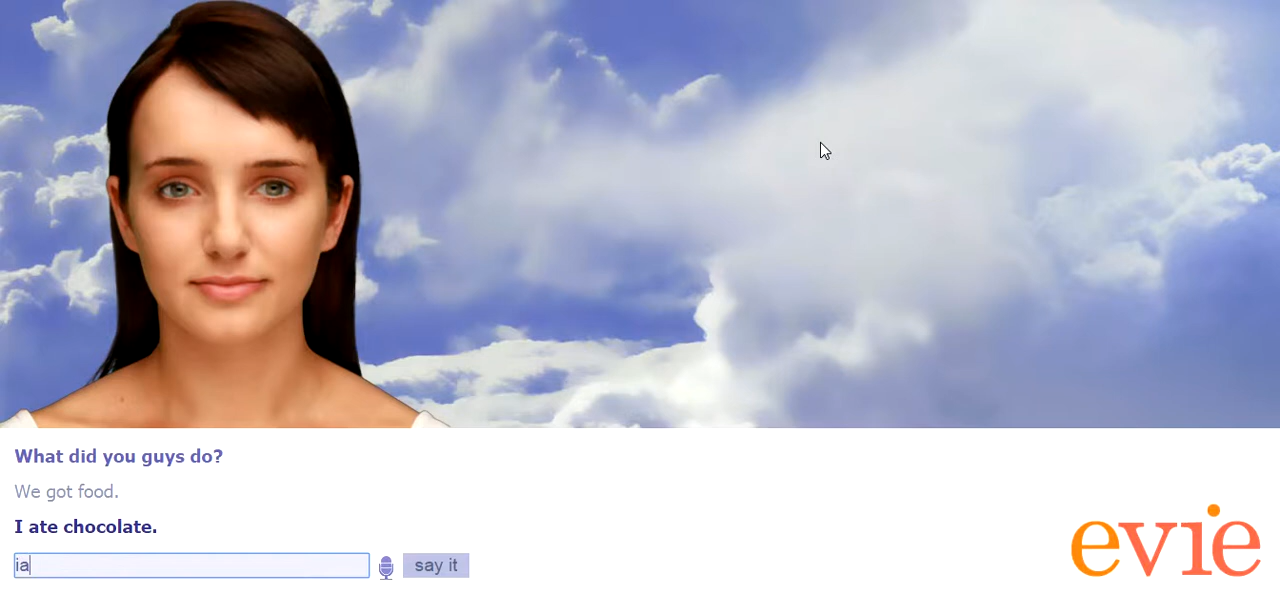 What did you guys do?
We got food.
I ate chocolate.
ia
say it
evie